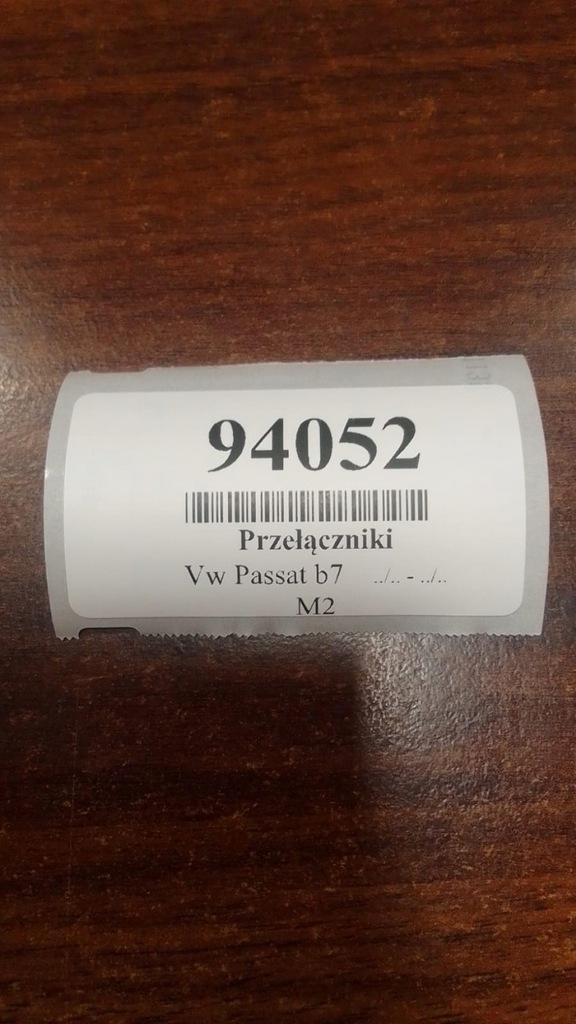 94052
Przełączniki
Vw Passat b7 ../.. - ../..
M2